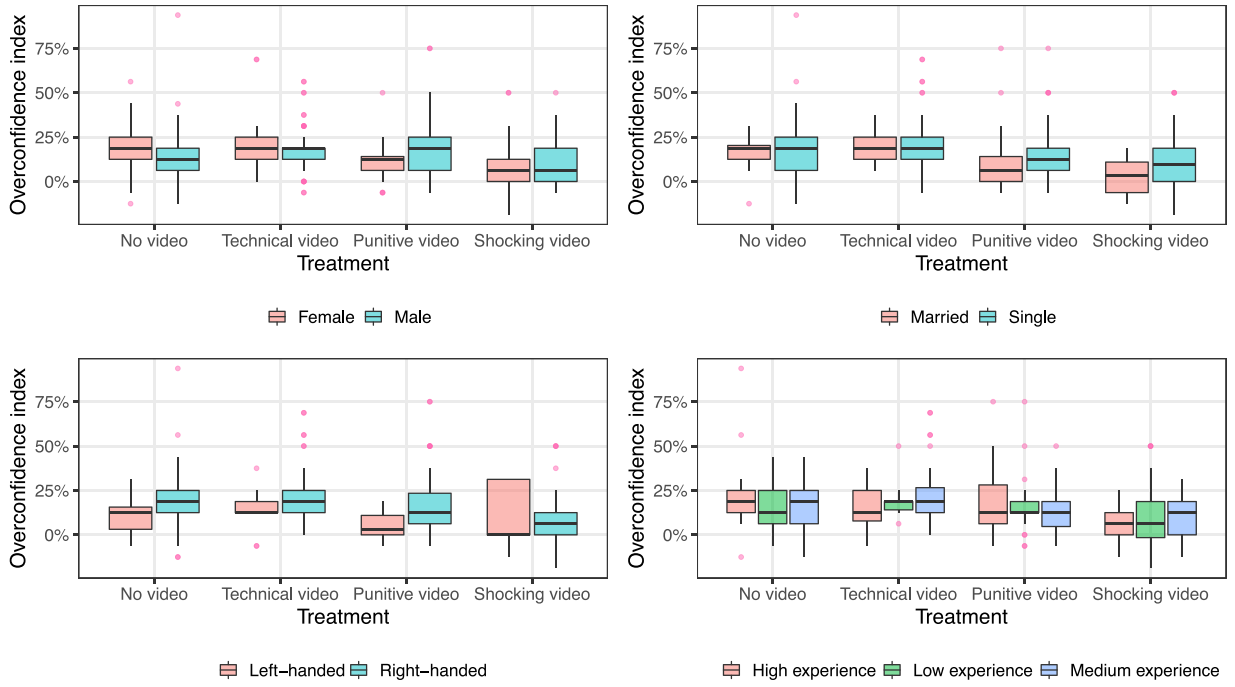 Overconfidence index
75%
50%
25%
0%
No video Technical video Punitive video Shocking video
Treatment
Female Male
Overconfidence index
75%
50%
25%
0%
No video Technical video Punitive video Shocking video
Treatment
Married Single
Overconfidence index
75%
50%
25%
0%
No video Technical video Punitive video Shocking video
Treatment
Left−handed Right−handed
Overconfidence index
75%
50%
25%
0%
No video Technical video Punitive video Shocking video
Treatment
High experience Low experience Medium experience